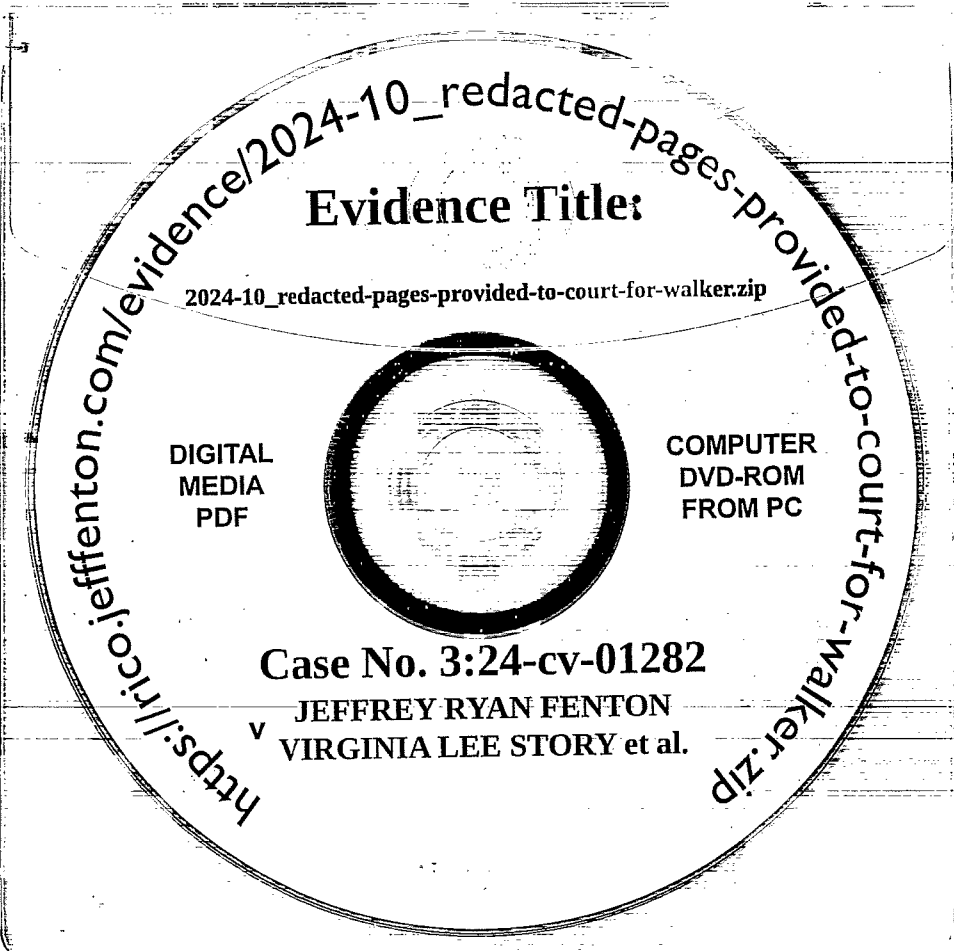 https://rico.jefffenton.com/evidence/2024-10_redacted-pages-provided-to-court-for-walker.zip
Evidence Title:
2024-10_redacted-pages-provided-to-court-for-walker.zip
DIGITAL
MEDIA
PDF
COMPUTER
DVD-ROM
FROM PC
Case No. 3:24-cv-01282
JEFFREY RYAN FENTON
v
VIRGINIA LEE STORY et al.